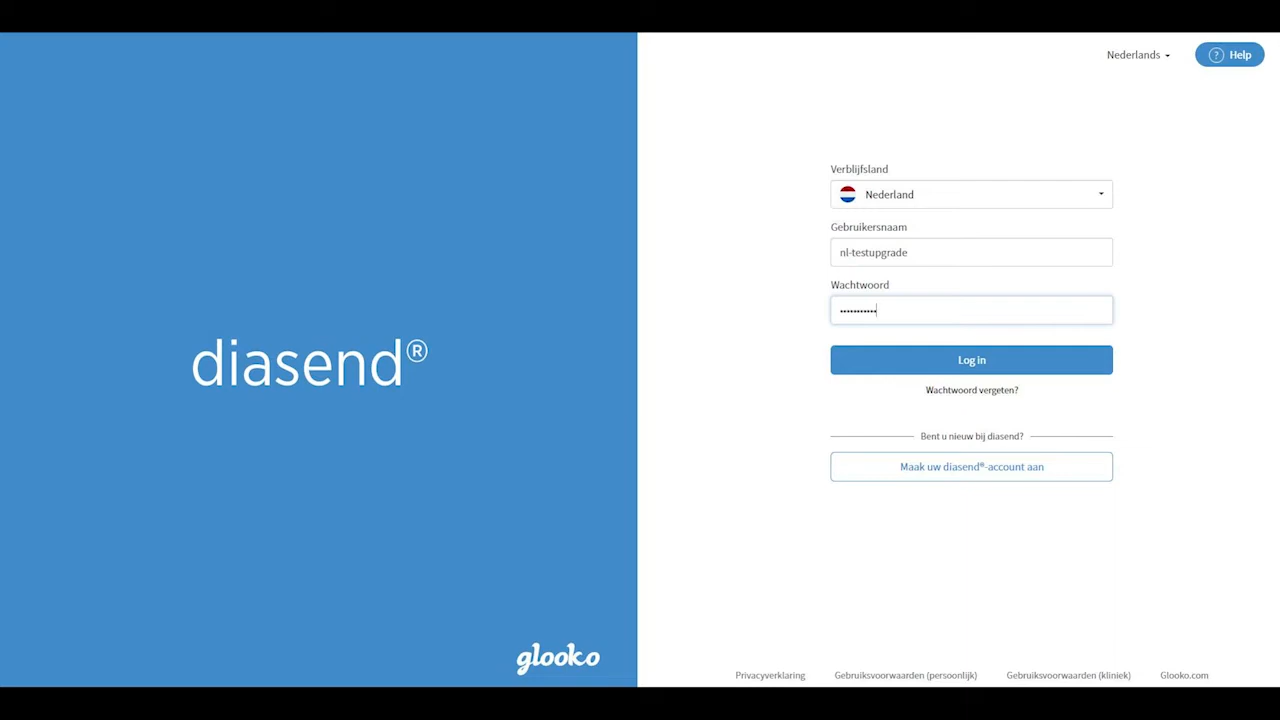 Nederlands
Help
Verblijfsland
Nederland
Gebruikersnaam
nl-testupgrade
Wachtwoord
•••••••••••
Log in
Wachtwoord vergeten?
Bent u nieuw bij diasend?
Maak uw diasend®-account aan
diasend®
glooko
Privacyverklaring
Gebruiksvoorwaarden (persoonlijk)
Gebruiksvoorwaarden (kliniek)
Glooko.com